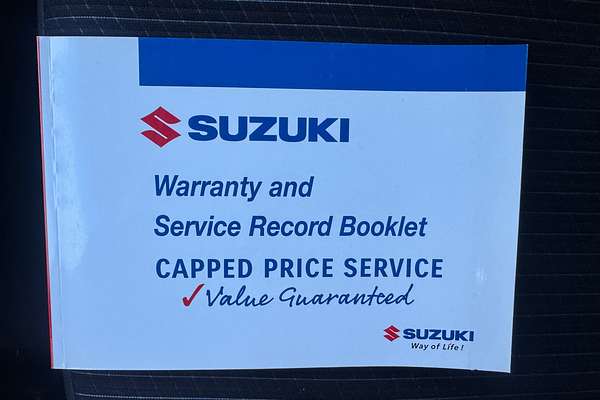 SUZUKI
Warranty and
Service Record Booklet
CAPPED PRICE SERVICE
✓Value Guaranteed
SUZUKI
Way of Life!